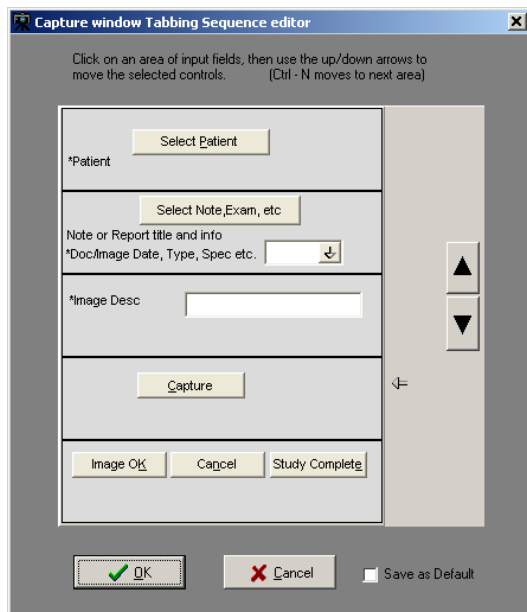 Capture window Tabbing Sequence editor
Click on an area of input fields, then use the up/down arrows to
move the selected controls. (Ctrl - N moves to next area)
Select Patient
*Patient
Select Note,Exam, etc
Note or Report title and info
*Doc/Image Date, Type, Spec etc.
*Image Desc
Capture
Image OK Cancel Study Complete
OK Cancel Save as Default